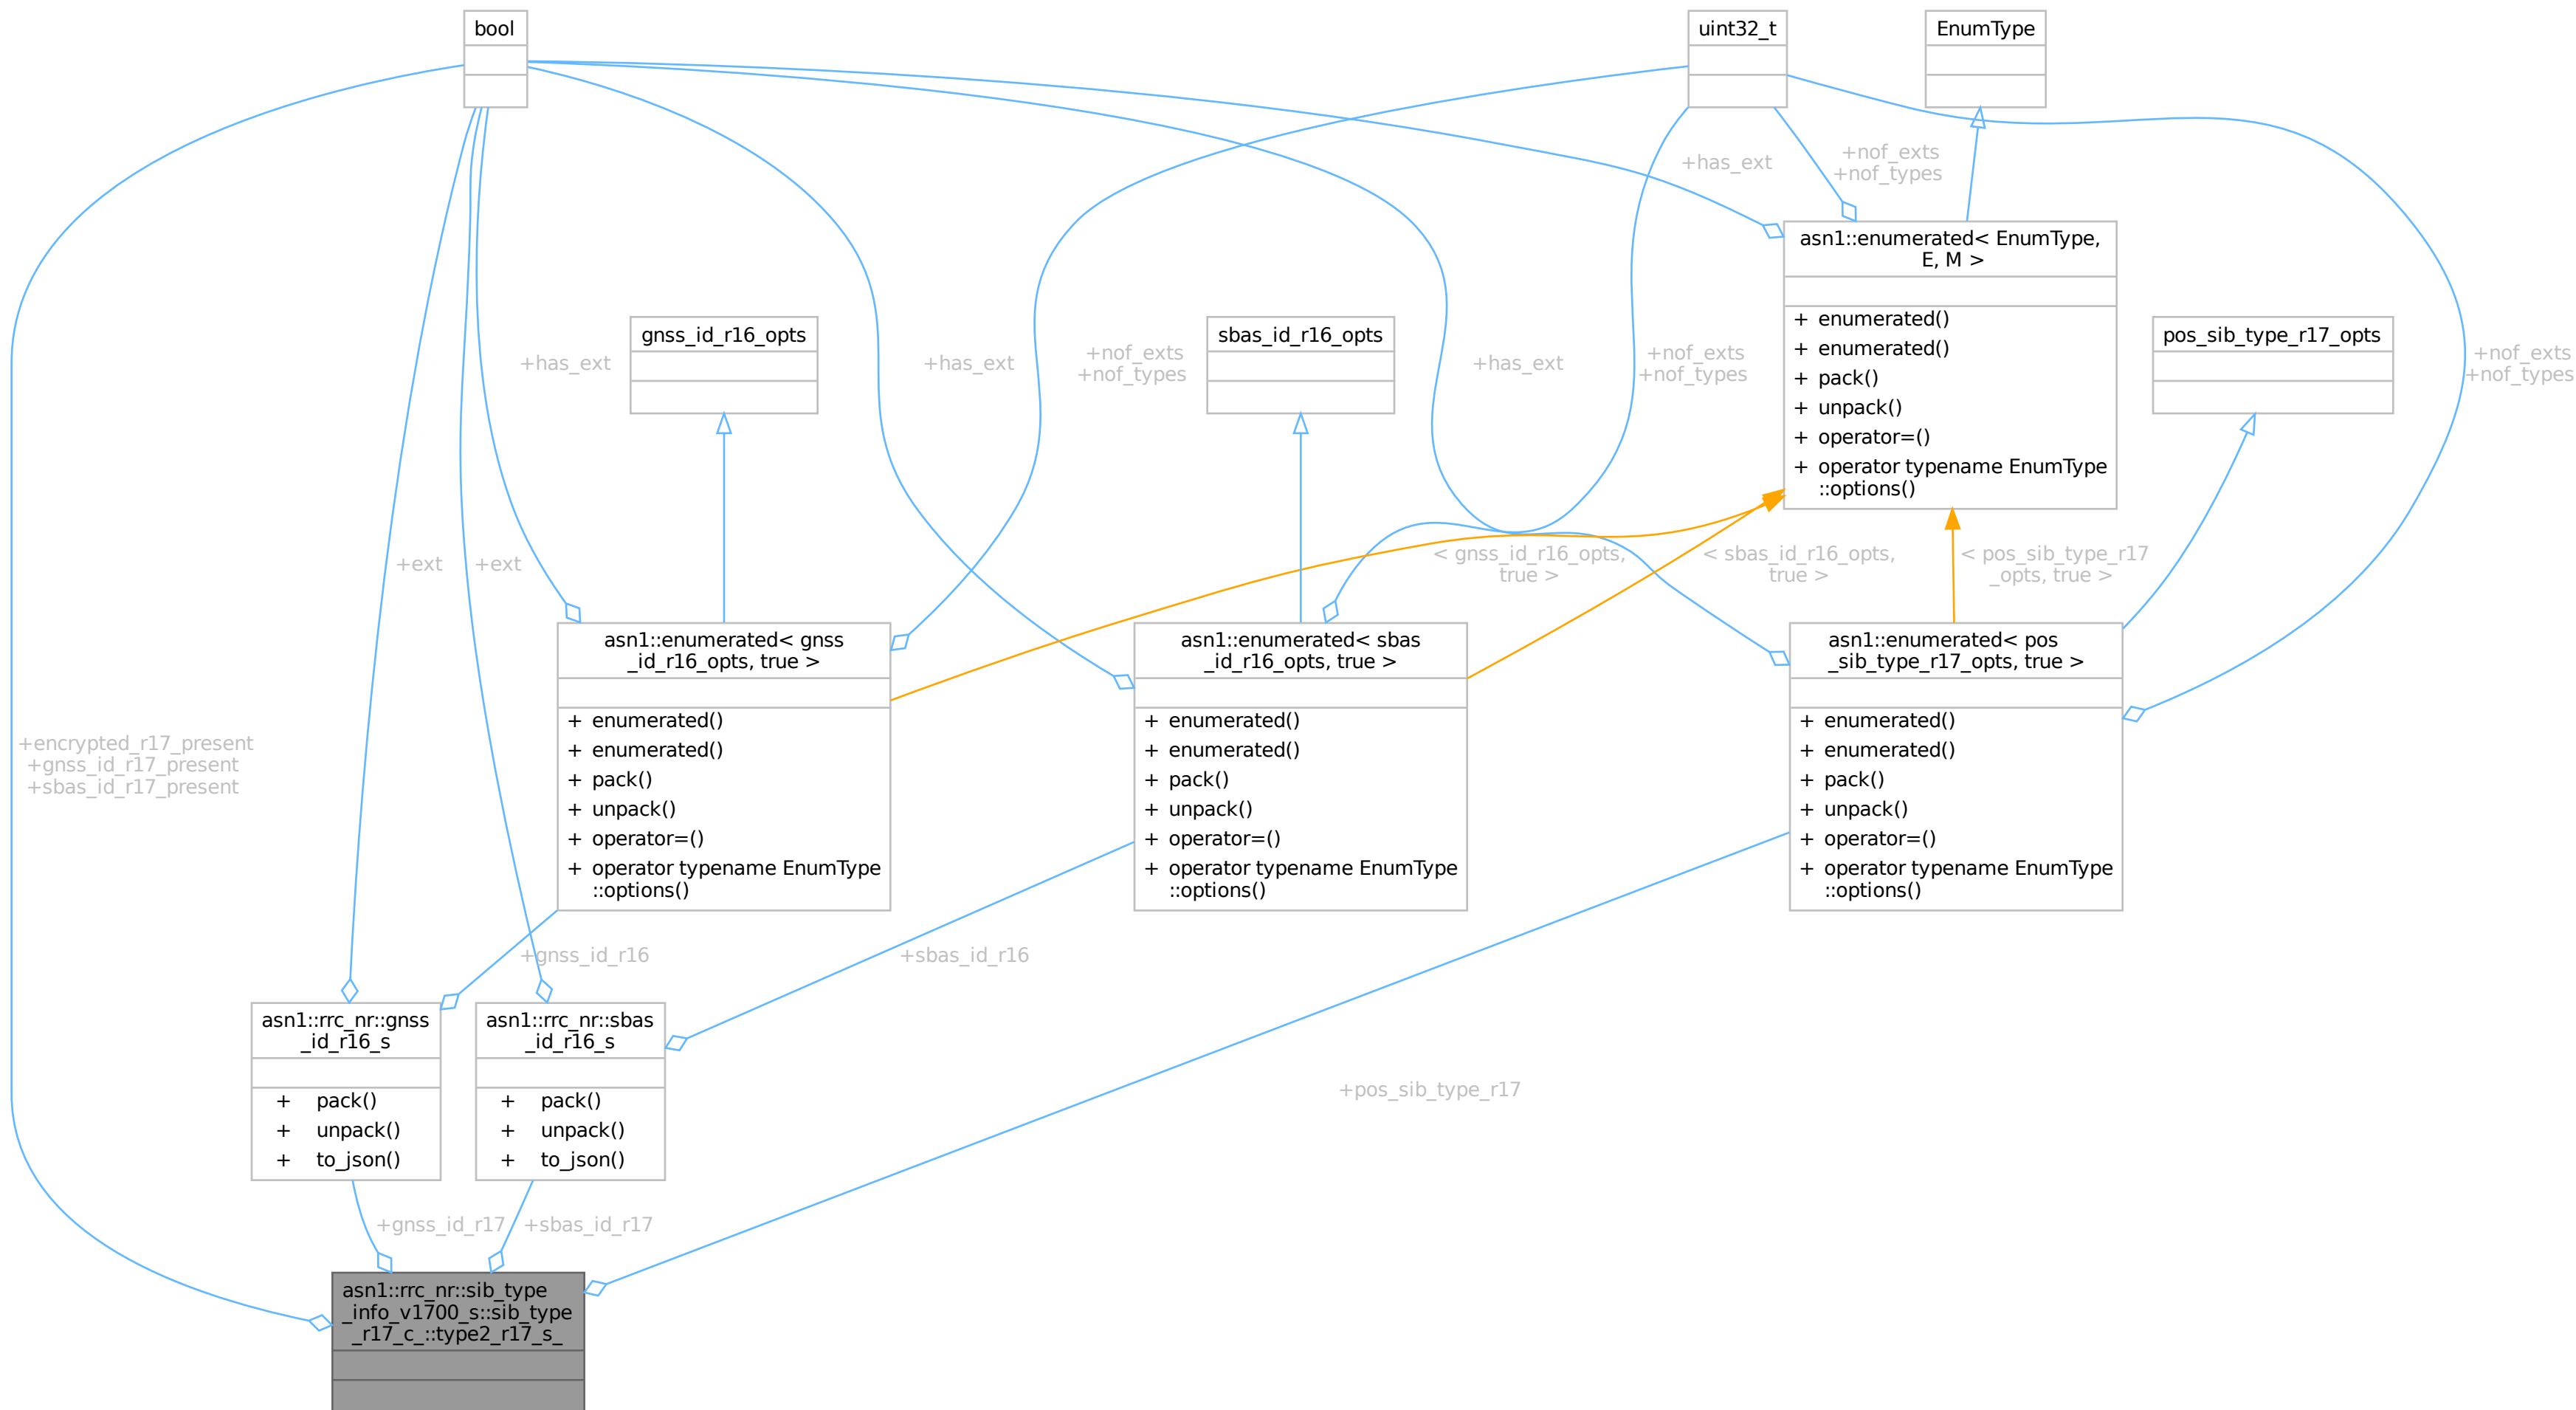 bool
uint32_t
EnumType
+has_ext
+nof_exts
+nof_types
asn1::enumerated< EnumType,
E, M >
+ enumerated()
+ enumerated()
+ pack()
+ unpack()
+ operator=()
+ operator typename EnumType
::options()
gnss_id_r16_opts
sbas_id_r16_opts
pos_sib_type_r17_opts
+has_ext
+has_ext
+nof_exts
+nof_types
+has_ext
+nof_exts
+nof_types
+nof_exts
+nof_types
+ext
+ext
< gnss_id_r16_opts,
true >
< sbas_id_r16_opts,
true >
< pos_sib_type_r17
_opts, true >
asn1::enumerated< gnss
_id_r16_opts, true >
+ enumerated()
+ enumerated()
+ pack()
+ unpack()
+ operator=()
+ operator typename EnumType
::options()
asn1::enumerated< sbas
_id_r16_opts, true >
+ enumerated()
+ enumerated()
+ pack()
+ unpack()
+ operator=()
+ operator typename EnumType
::options()
asn1::enumerated< pos
_sib_type_r17_opts, true >
+ enumerated()
+ enumerated()
+ pack()
+ unpack()
+ operator=()
+ operator typename EnumType
::options()
+encrypted_r17_present
+gnss_id_r17_present
+sbas_id_r17_present
+gnss_id_r16
+sbas_id_r16
asn1::rrc_nr::gnss
_id_r16_s
+ pack()
+ unpack()
+ to_json()
asn1::rrc_nr::sbas
_id_r16_s
+ pack()
+ unpack()
+ to_json()
+pos_sib_type_r17
+gnss_id_r17
+sbas_id_r17
asn1::rrc_nr::sib_type
_info_v1700_s::sib_type
_r17_c_::type2_r17_s_